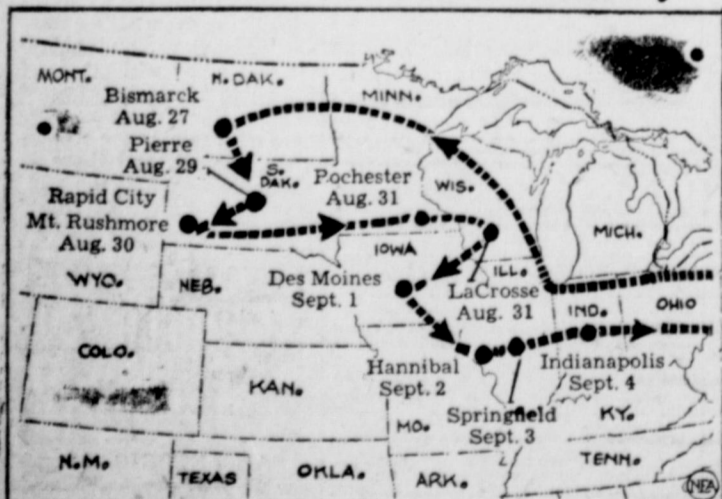 MONT.
N. DAK.
MINN.
Bismarck
Aug. 27
Pierre
Aug. 29
S.
DAK.
Rapid City
Mt. Rushmore
Aug. 30
Pochester
Aug. 31
WIS.
MICH.
WYO.
NEB.
IOWA
Des Moines
Sept. 1
ILL.
LaCrosse
Aug. 31
IND.
OHIO
COLO.
KAN.
Hannibal
Sept. 2
MO.
Springfield
Sept. 3
Indianapolis
Sept. 4
KY.
N.M.
TEXAS
OKLA.
ARK.
TENN.
NEA